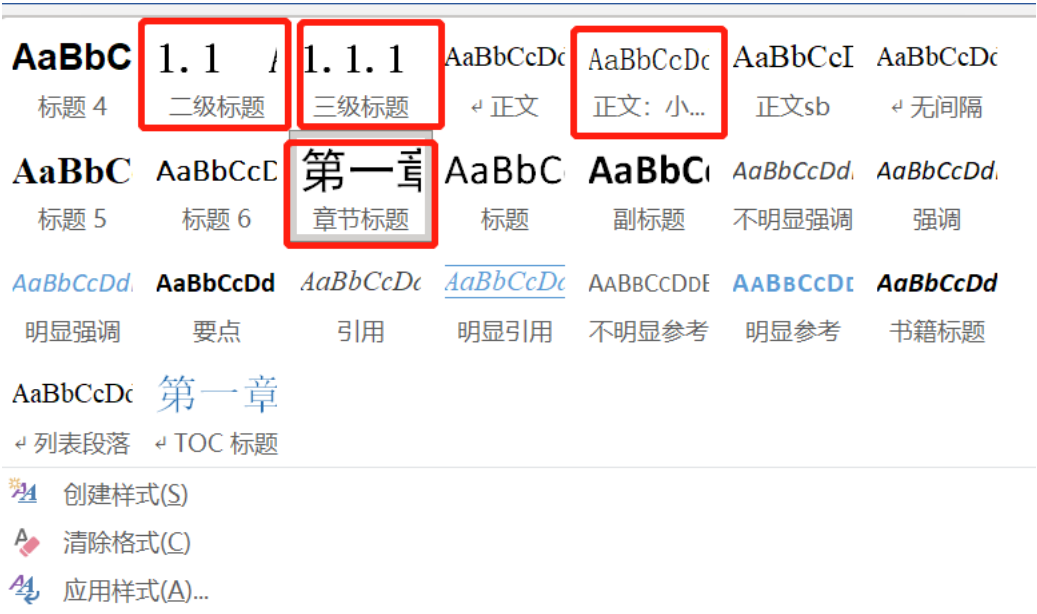 AaBbC 1.1 A 1.1.1 AaBbCcDd AaBbCcDc AaBbCcI AaBbCcDc
标题 4 二级标题 三级标题 ↲ 正文 正文：小... 正文sb ↲ 无间隔
AaBbC AaBbCcD 第一章 AaBbC AaBbC AaBbCcDd AaBbCcDd
标题 5 标题 6 章节标题 标题 副标题 不明显强调 强调
AaBbCcDd AaBbCcDd AaBbCcDc AaBbCcDc AABBCCDDE AABBCCDD AaBbCcDd
明显强调 要点 引用 明显引用 不明显参考 明显参考 书籍标题
AaBbCcDd 第一章
↲ 列表段落 ↲ TOC 标题
创建样式(S)
清除格式(C)
应用样式(A)...